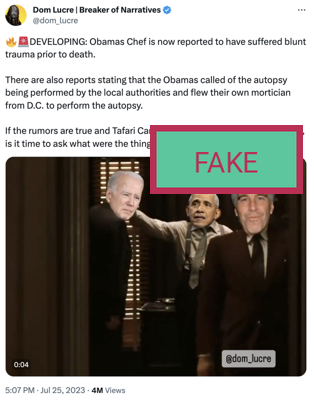 Dom Lucre | Breaker of Narratives
@dom_lucre
DEVELOPING: Obamas Chef is now reported to have suffered blunt
trauma prior to death.
There are also reports stating that the Obamas called of the autopsy
being performed by the local authorities and flew their own mortician
from D.C. to perform the autopsy.
If the rumors are true and Tafari
is it time to ask what were the
FAKE
0:04
@dom_lucre
5:07 PM · Jul 25, 2023 · 4M Views